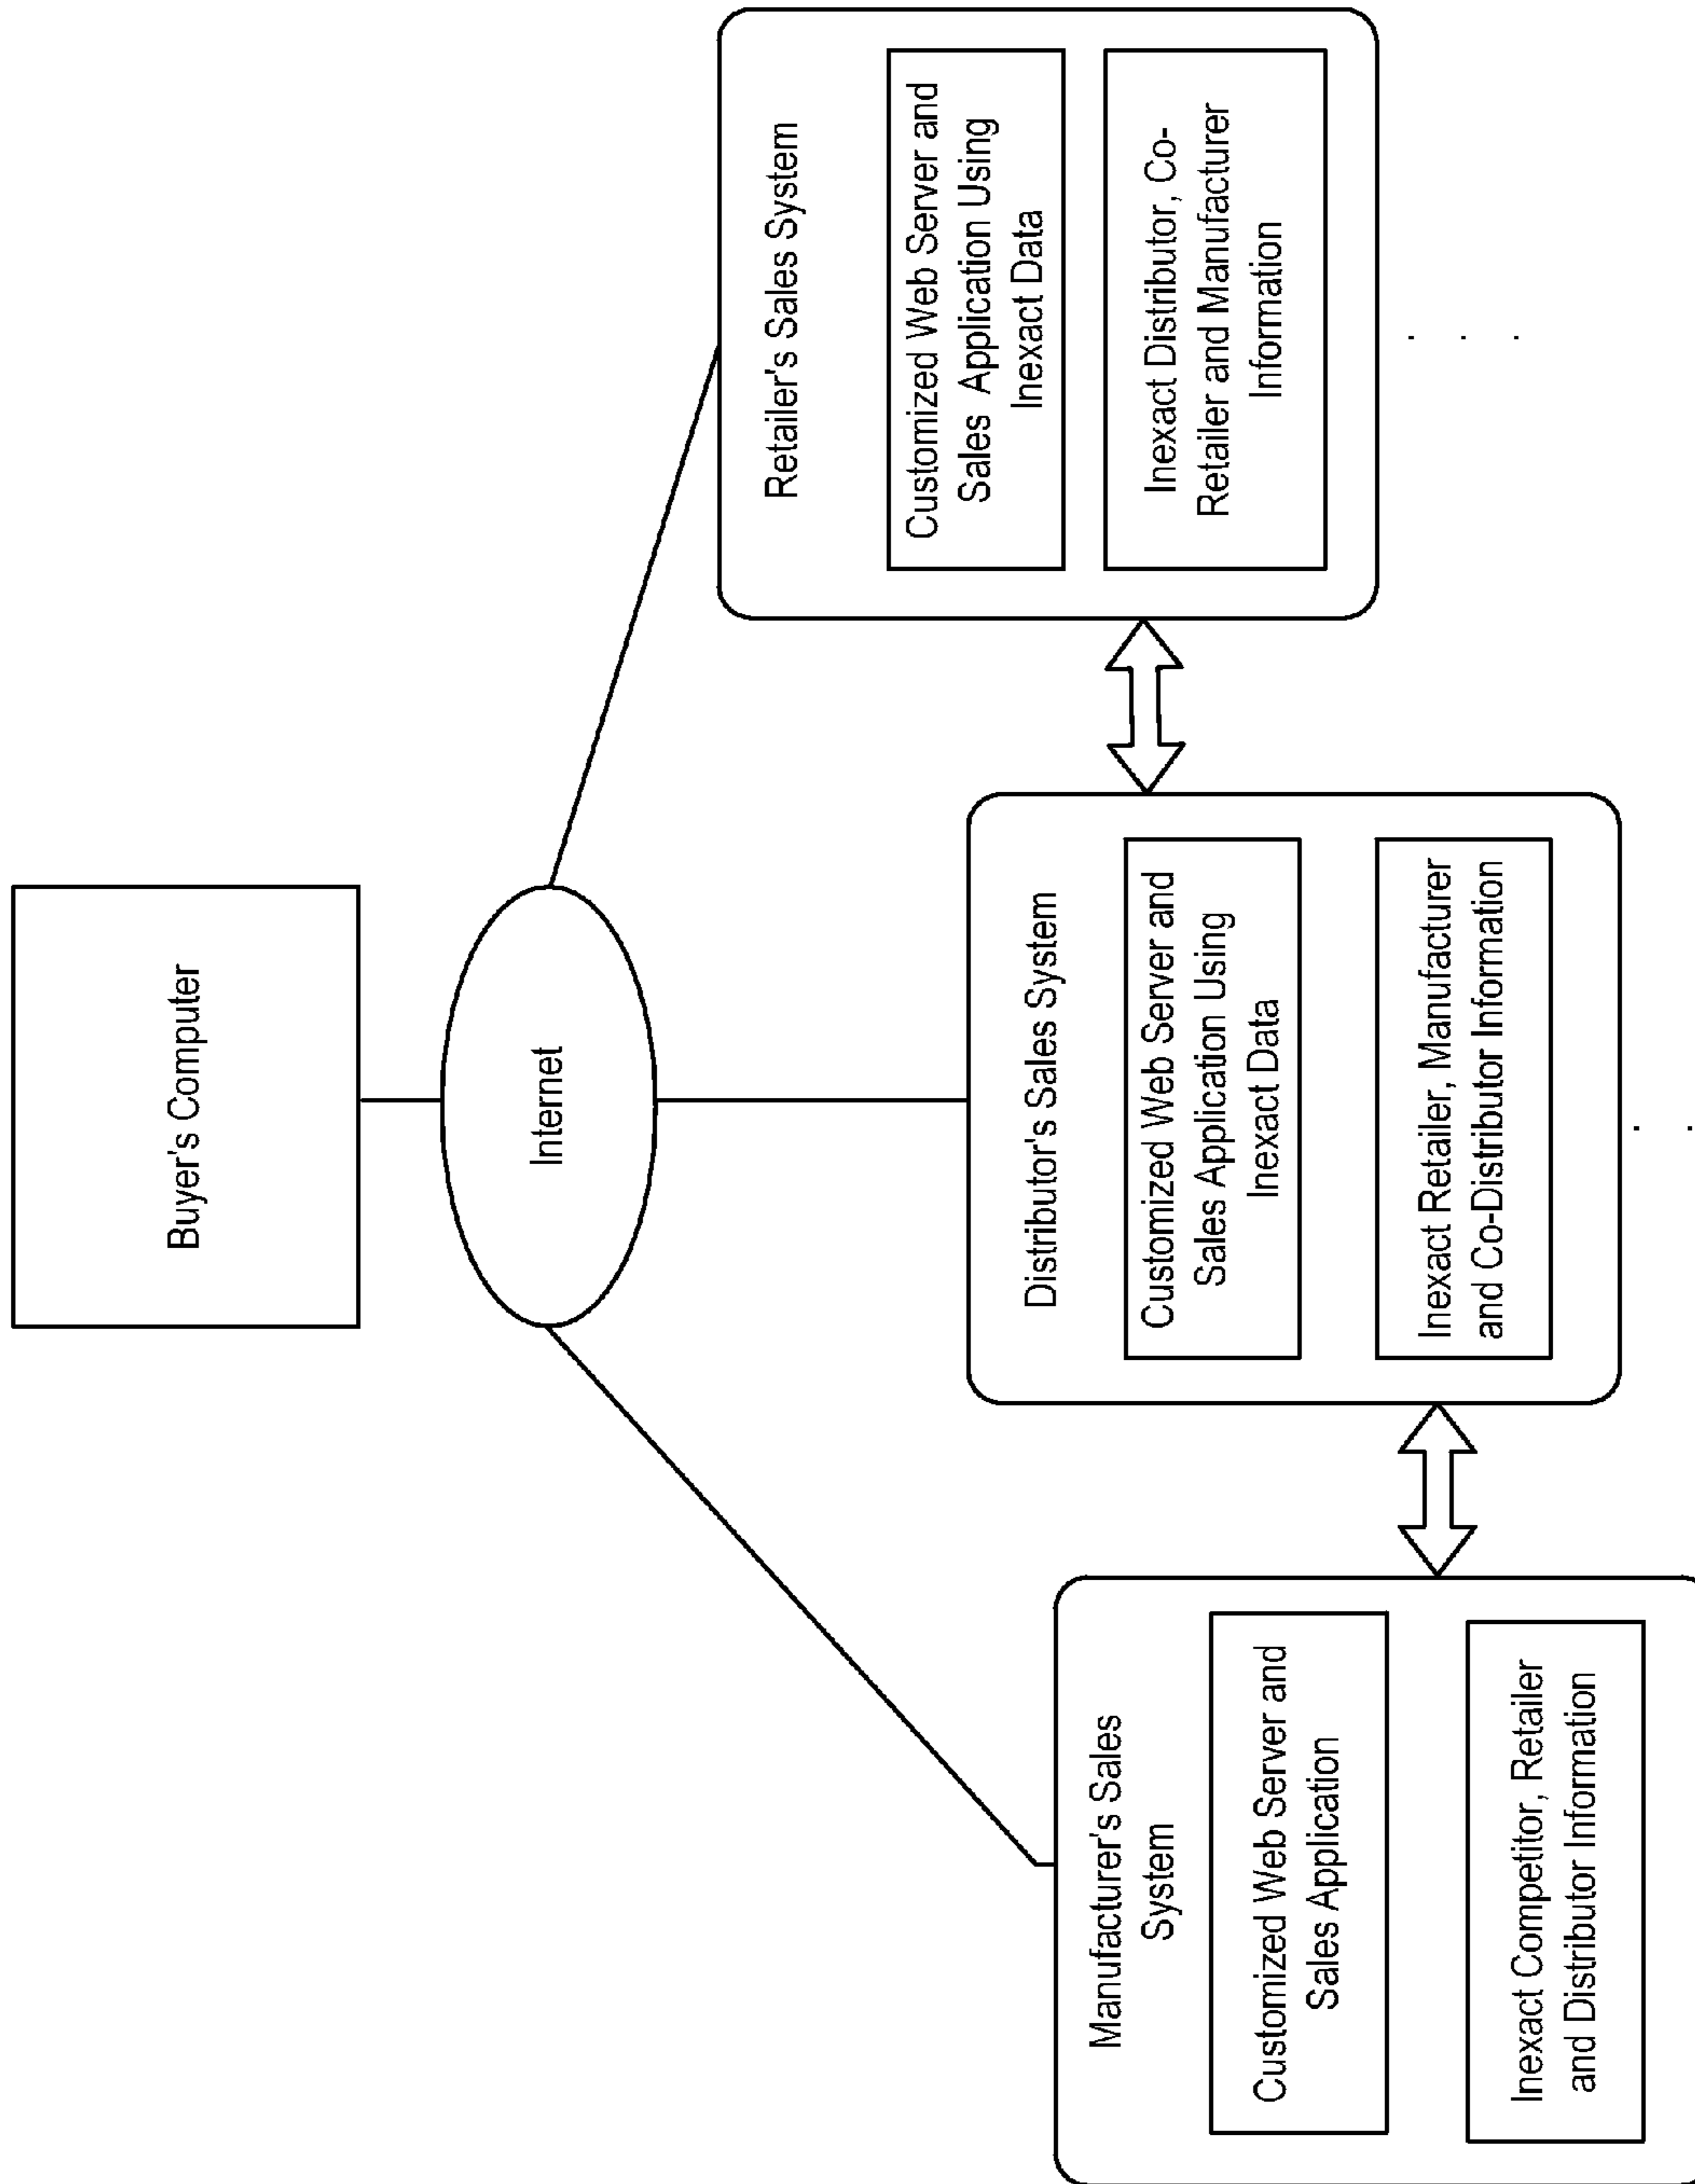 Buyer's Computer
Internet
Manufacturer's Sales
System
Customized Web Server and
Sales Application
Inexact Competitor, Retailer
and Distributor Information
Distributor's Sales System
Customized Web Server and
Sales Application Using
Inexact Data
Inexact Retailer, Manufacturer
and Co-Distributor Information
Retailer's Sales System
Customized Web Server and
Sales Application Using
Inexact Data
Inexact Distributor, Co-
Retailer and Manufacturer
Information